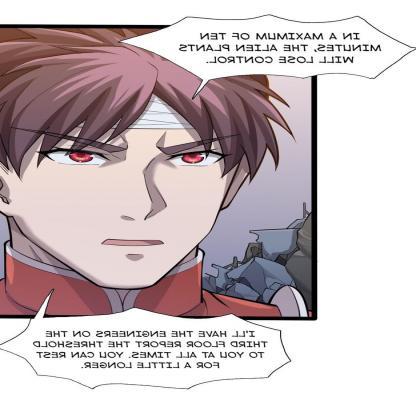 IN A MAXIMUM OF TEN
MINUTES, THE ALIEN PLANTS
WILL LOSE CONTROL.
I'LL HAVE THE ENGINEERS ON THE
THIRD FLOOR REPORT THE THRESHOLD
TO YOU AT ALL TIMES. YOU CAN REST
FOR A LITTLE LONGER.